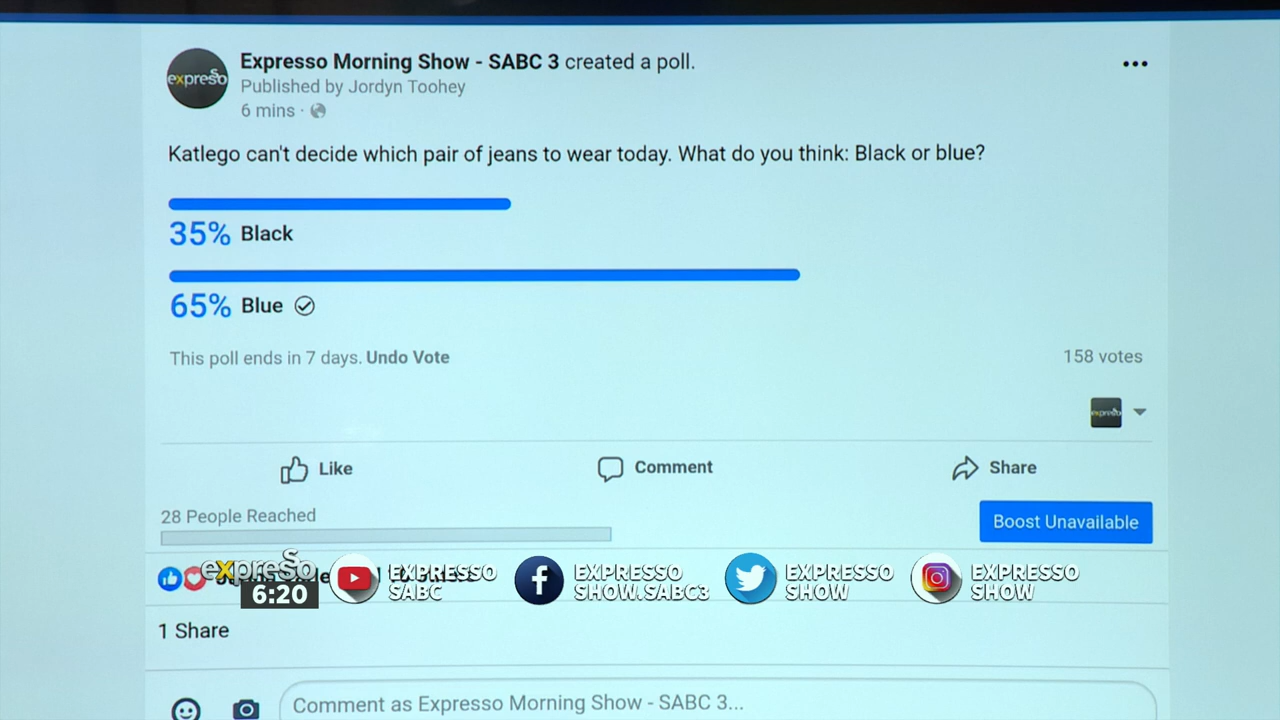 expresso
Expresso Morning Show - SABC 3 created a poll.
Published by Jordyn Toohey
6 mins ·
Katlego can't decide which pair of jeans to wear today. What do you think: Black or blue?
35% Black
65% Blue
This poll ends in 7 days. Undo Vote
158 votes
expresso
Like
Comment
Share
28 People Reached
Boost Unavailable
expresso
6:20
EXPRESSO
SABC
EXPRESSO
SHOW.SABC3
EXPRESSO
SHOW
EXPRESSO
SHOW
1 Share
Comment as Expresso Morning Show - SABC 3...